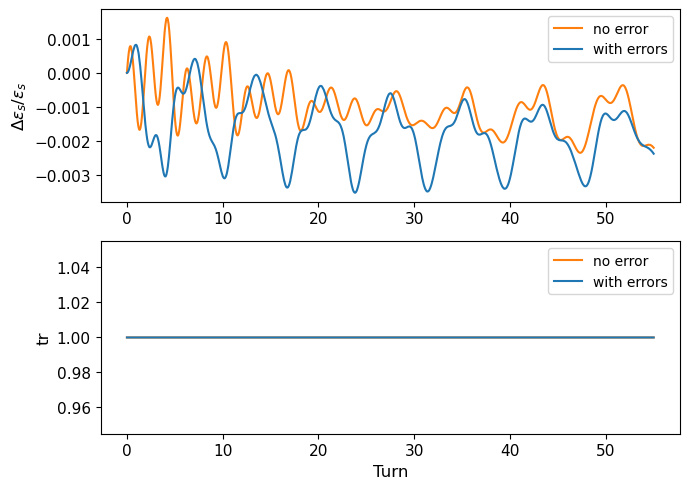 Δεₛ/εₛ
0.001
0.000
−0.001
−0.002
−0.003
no error
with errors
0 10 20 30 40 50
tr
1.04
1.02
1.00
0.98
0.96
no error
with errors
0 10 20 30 40 50
Turn